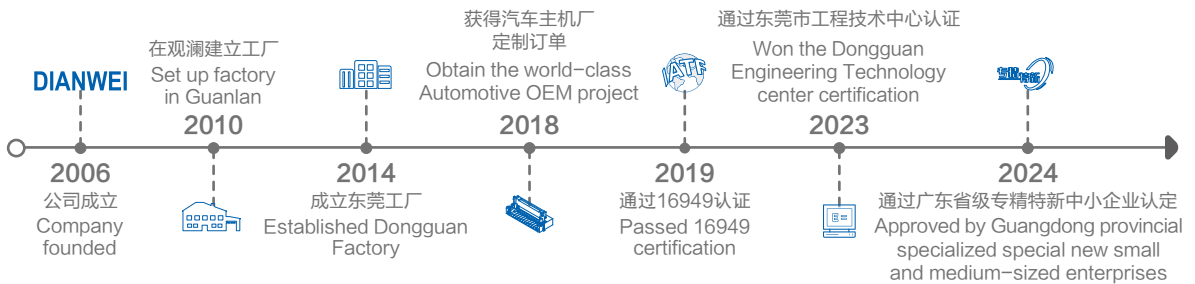 DIANWEI
2006
公司成立
Company
founded
在观澜建立工厂
Set up factory
in Guanlan
2010
2014
成立东莞工厂
Established Dongguan
Factory
获得汽车主机厂
定制订单
Obtain the world-class
Automotive OEM project
2018
IATF
2019
通过16949认证
Passed 16949
certification
通过东莞市工程技术中心认证
Won the Dongguan
Engineering Technology
center certification
2023
专精特新
2024
通过广东省级专精特新中小企业认定
Approved by Guangdong provincial
specialized special new small
and medium-sized enterprises